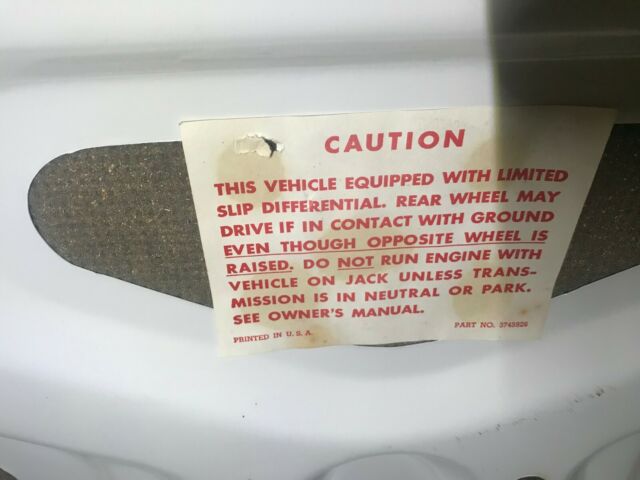 CAUTION
THIS VEHICLE EQUIPPED WITH LIMITED
SLIP DIFFERENTIAL. REAR WHEEL MAY
DRIVE IF IN CONTACT WITH GROUND
EVEN THOUGH OPPOSITE WHEEL IS
RAISED. DO NOT RUN ENGINE WITH
VEHICLE ON JACK UNLESS TRANS-
MISSION IS IN NEUTRAL OR PARK.
SEE OWNER'S MANUAL.
PRINTED IN U. S. A. PART NO. 3743826